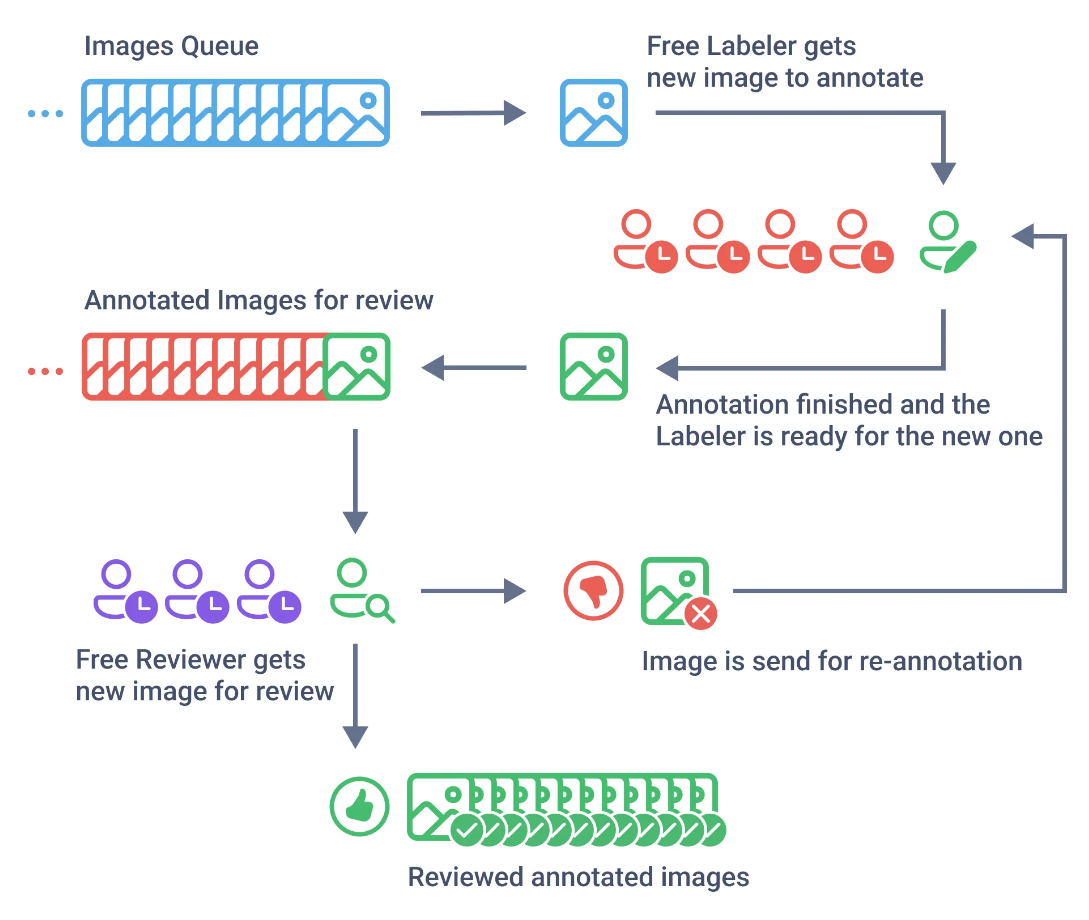 Images Queue
Free Labeler gets
new image to annotate
Annotated Images for review
Annotation finished and the
Labeler is ready for the new one
Free Reviewer gets
new image for review
Image is send for re-annotation
Reviewed annotated images